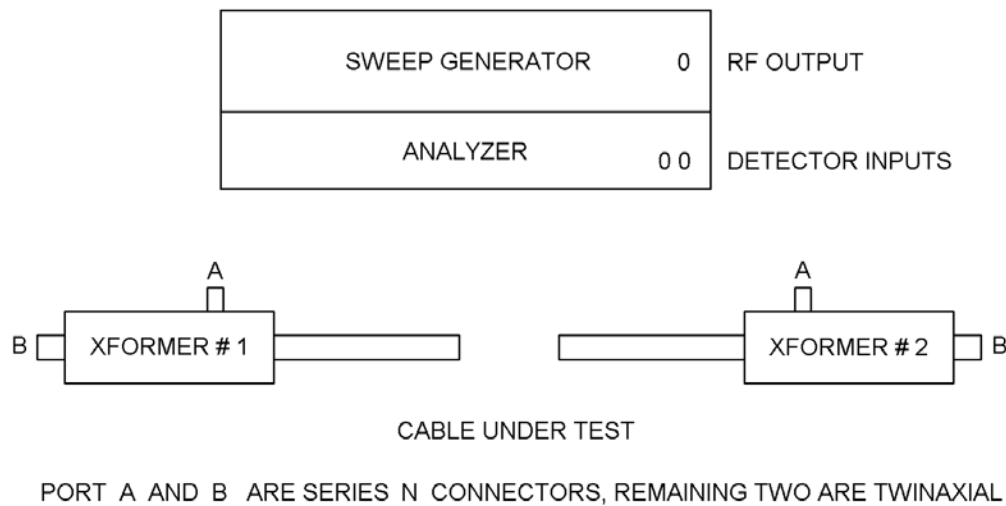 SWEEP GENERATOR 0 RF OUTPUT
ANALYZER 0 0 DETECTOR INPUTS
A A
B XFORMER # 1 XFORMER # 2 B
CABLE UNDER TEST
PORT A AND B ARE SERIES N CONNECTORS, REMAINING TWO ARE TWINAXIAL